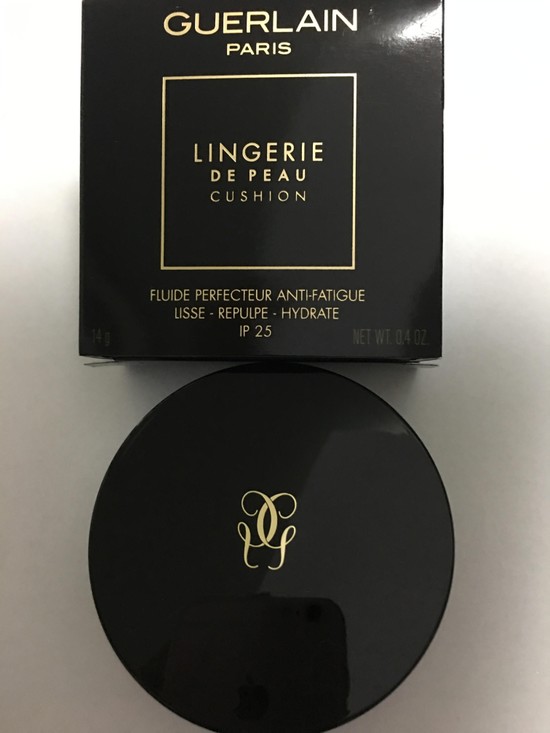 GUERLAIN
PARIS
LINGERIE
DE PEAU
CUSHION
FLUIDE PERFECTEUR ANTI-FATIGUE
LISSE - REPULPE - HYDRATE
IP 25
14 g
NET WT. 0.4 OZ.